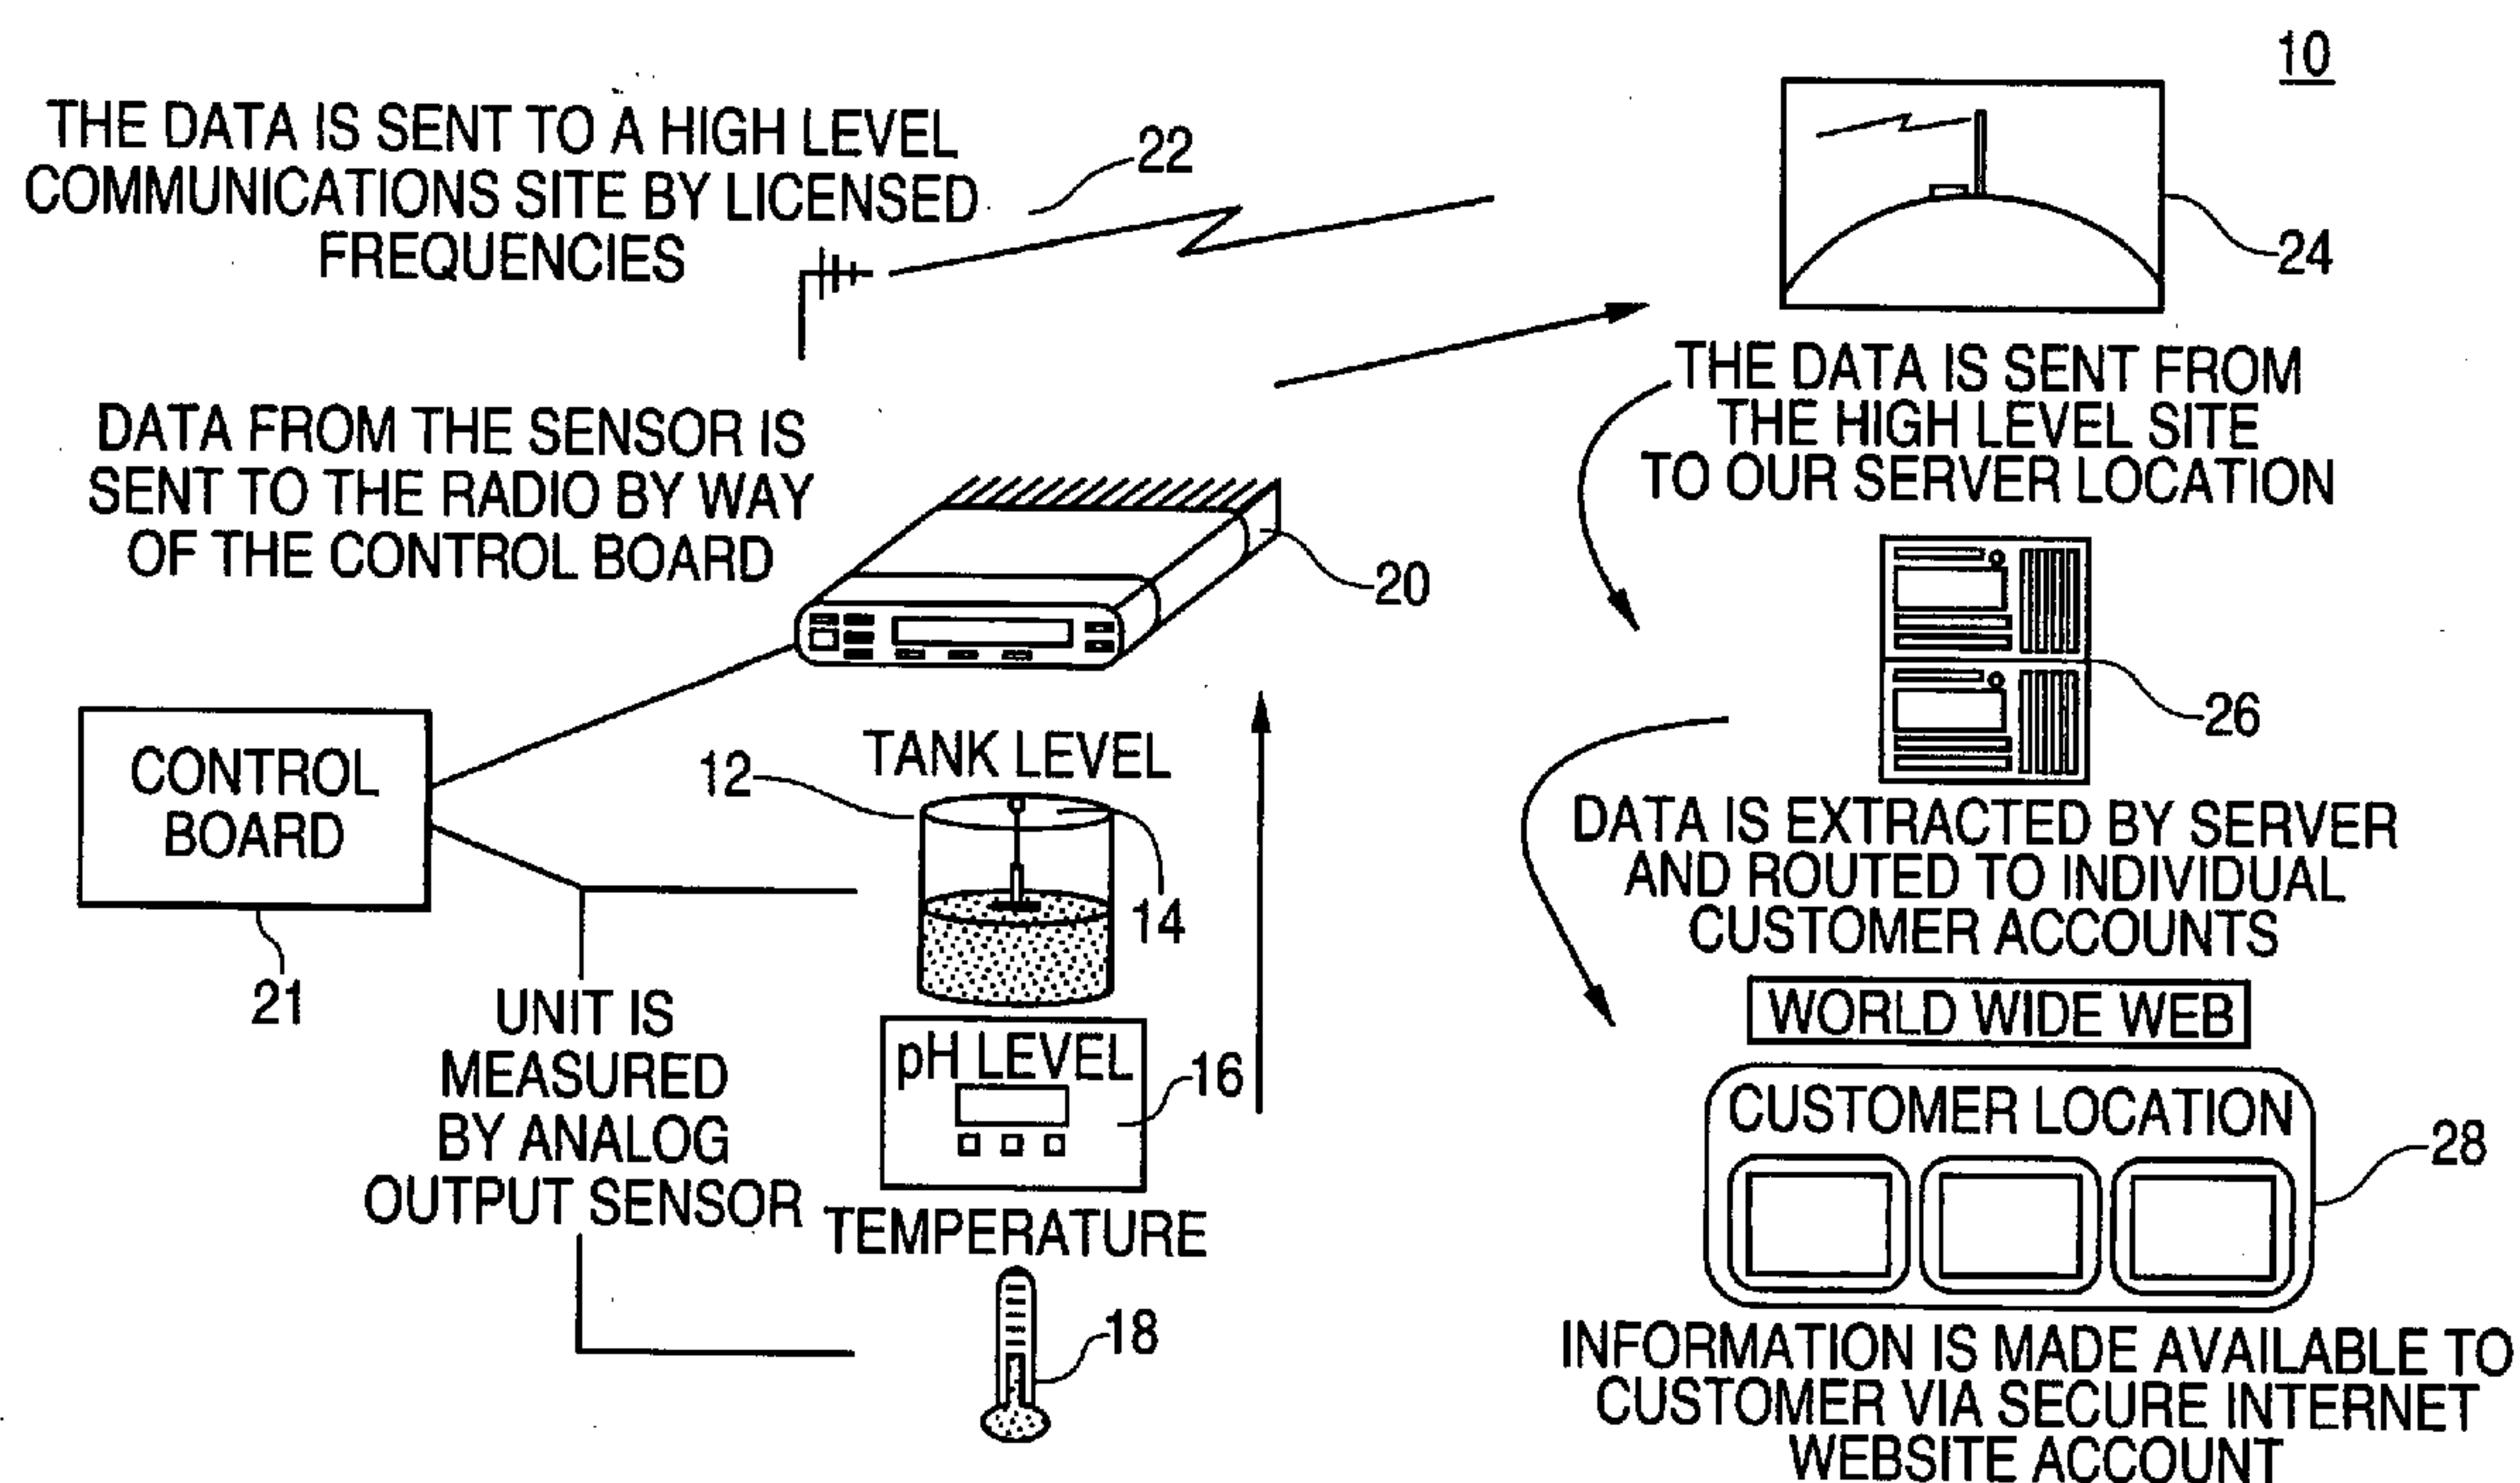 10
THE DATA IS SENT TO A HIGH LEVEL
COMMUNICATIONS SITE BY LICENSED
FREQUENCIES
22
24
DATA FROM THE SENSOR IS
SENT TO THE RADIO BY WAY
OF THE CONTROL BOARD
20
CONTROL
BOARD
21
TANK LEVEL
12
14
UNIT IS
MEASURED
BY ANALOG
OUTPUT SENSOR
pH LEVEL
16
TEMPERATURE
18
THE DATA IS SENT FROM
THE HIGH LEVEL SITE
TO OUR SERVER LOCATION
26
DATA IS EXTRACTED BY SERVER
AND ROUTED TO INDIVIDUAL
CUSTOMER ACCOUNTS
WORLD WIDE WEB
CUSTOMER LOCATION
28
INFORMATION IS MADE AVAILABLE TO
CUSTOMER VIA SECURE INTERNET
WEBSITE ACCOUNT